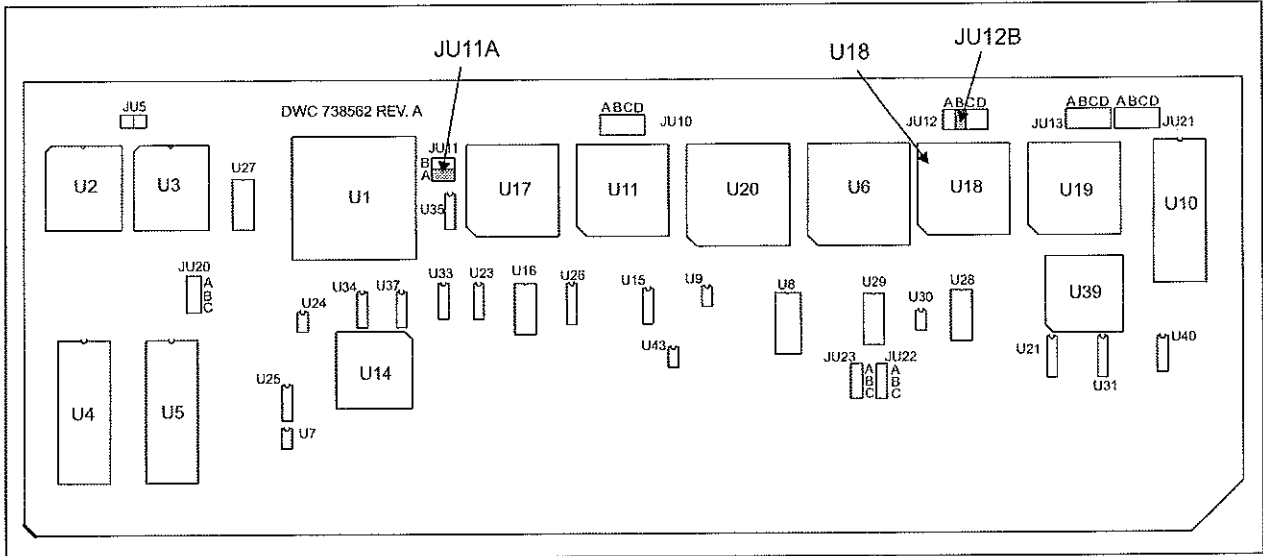 JU11A
U18
JU12B
JU5
DWC 738562 REV. A
ABCD
JU10
JU12
ABCD
JU13
ABCD
ABCD
JU21
U2
U3
U27
U1
JU11
B
A
U35
U17
U11
U20
U6
U18
U19
U10
JU20
A
B
C
U24
U34
U37
U33
U23
U16
U26
U15
U9
U8
U29
U30
U28
U39
U4
U5
U25
U7
U14
U43
JU23
A
B
C
JU22
A
B
C
U21
U31
U40